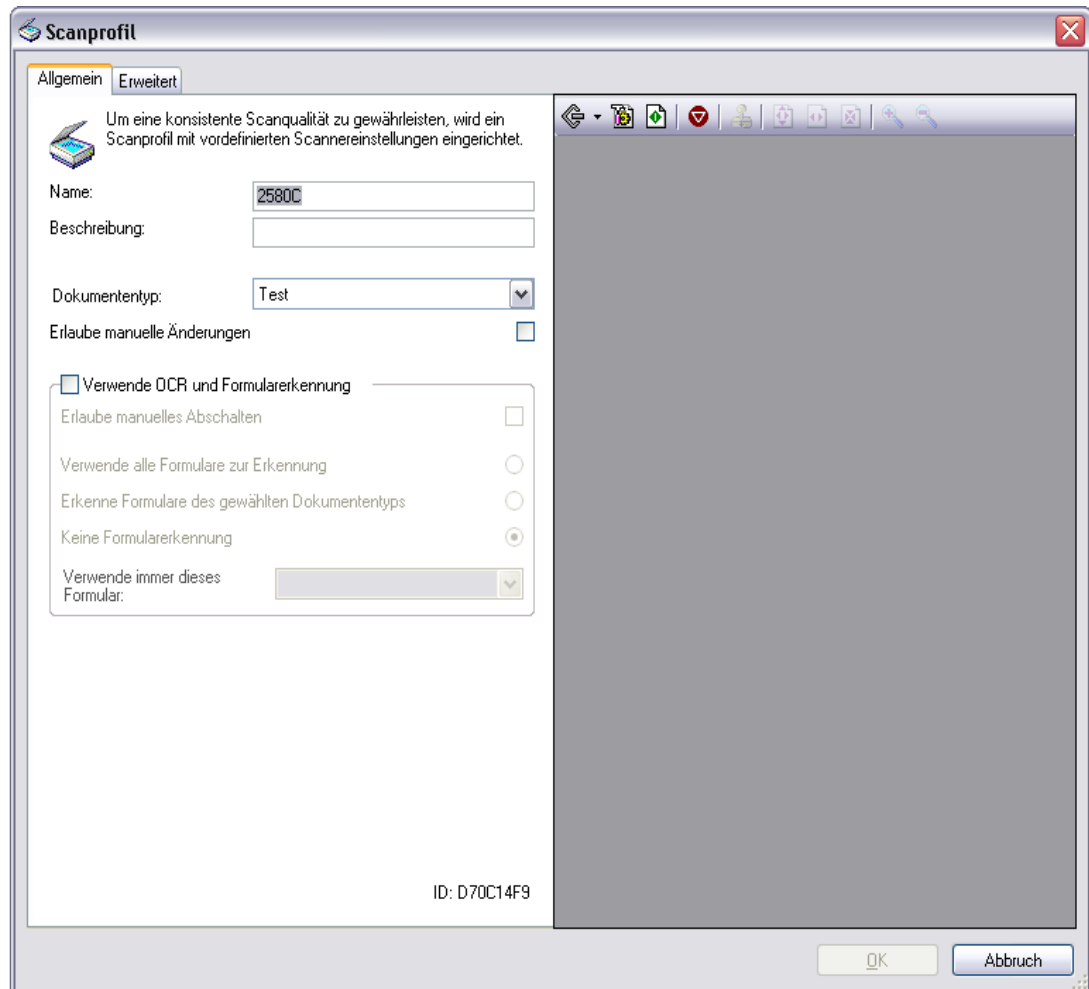 Scanprofil
Allgemein
Erweitert
Um eine konsistente Scanqualität zu gewährleisten, wird ein
Scanprofil mit vordefinierten Scannereinstellungen eingerichtet.
Name:
2580C
Beschreibung:
Dokumententyp:
Test
Erlaube manuelle Änderungen
Verwende OCR und Formularerkennung
Erlaube manuelles Abschalten
Verwende alle Formulare zur Erkennung
Erkenne Formulare des gewählten Dokumententyps
Keine Formularerkennung
Verwende immer dieses
Formular:
ID: D70C14F9
OK
Abbruch